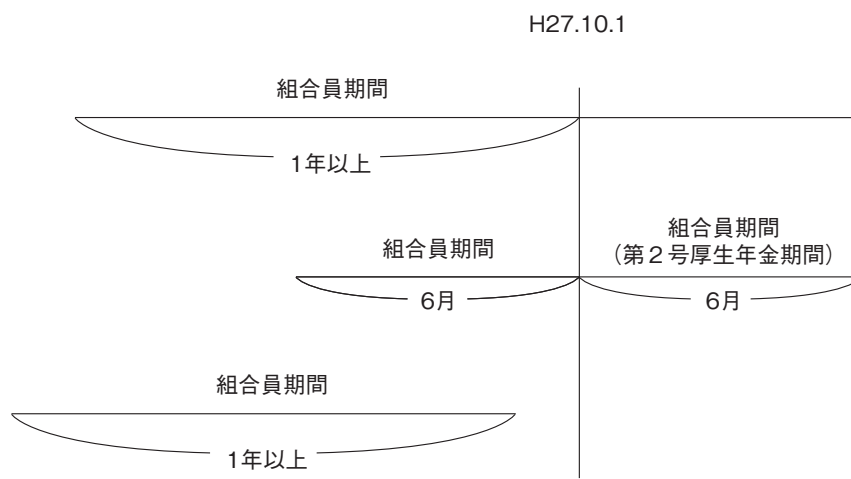 H27.10.1
組合員期間
1年以上
組合員期間
組合員期間
（第２号厚生年金期間）
6月
6月
組合員期間
1年以上